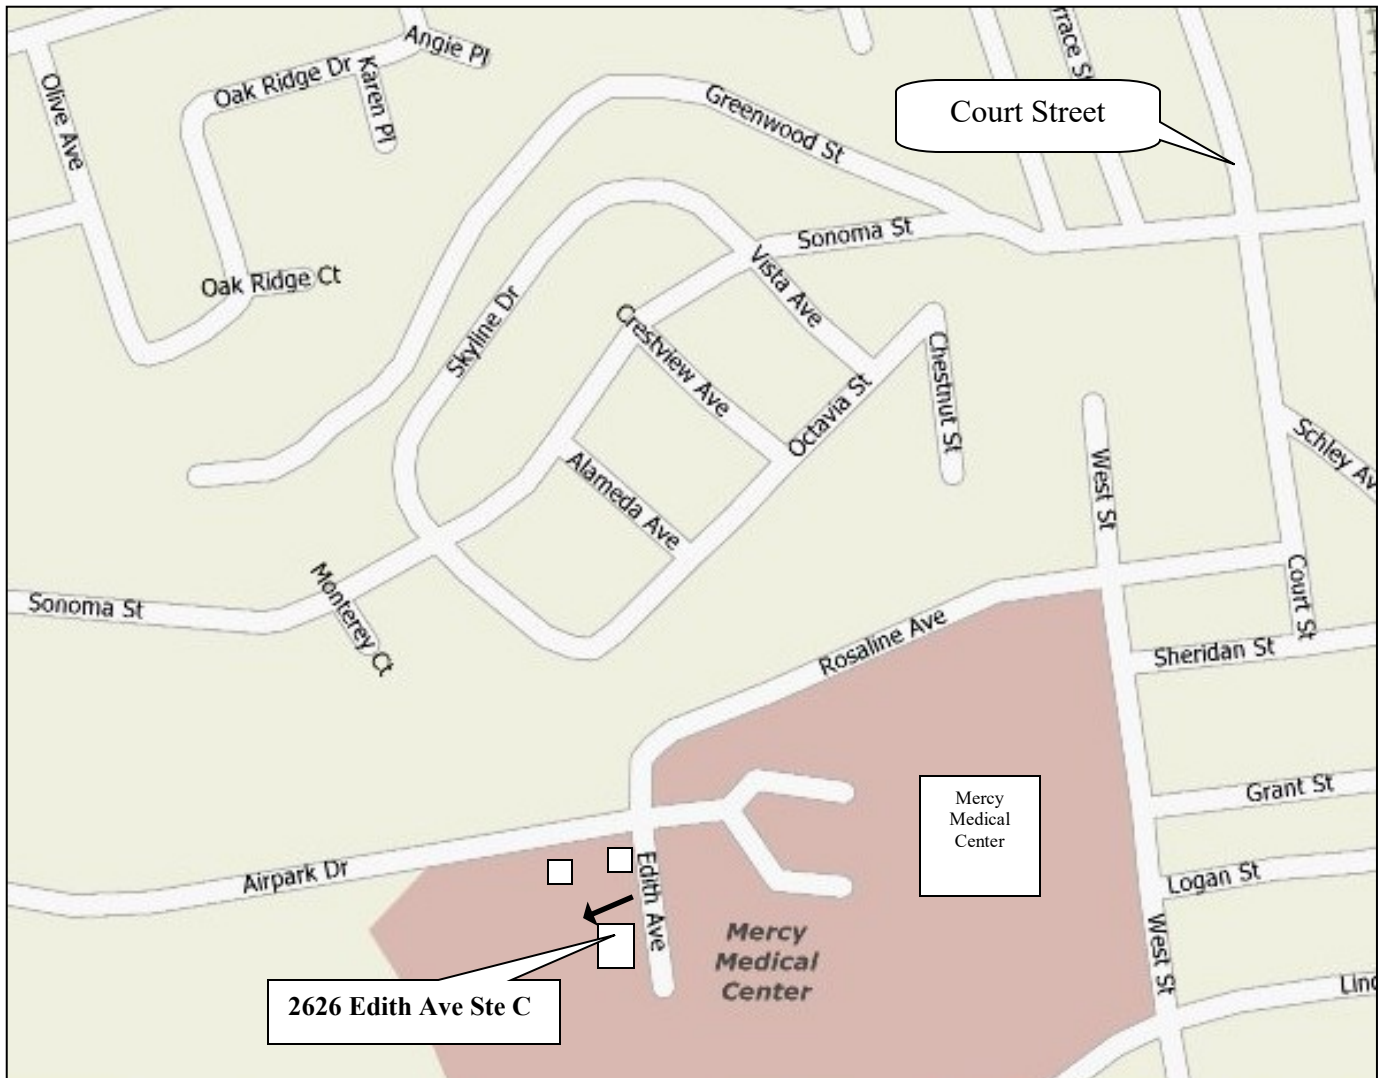 Angie Pl
Oak Ridge Dr
Karen Pl
Olive Ave
rrace St
Court Street
Greenwood St
Sonoma St
Vista Ave
Oak Ridge Ct
Skyline Dr
Crestview Ave
Chestnut St
Octavia St
Schley Av
Alameda Ave
West St
Monterey Ct
Sonoma St
Court St
Rosaline Ave
Sheridan St
Grant St
Mercy
Medical
Center
Airpark Dr
Edith Ave
Logan St
Mercy
Medical
Center
West St
Linc
2626 Edith Ave Ste C